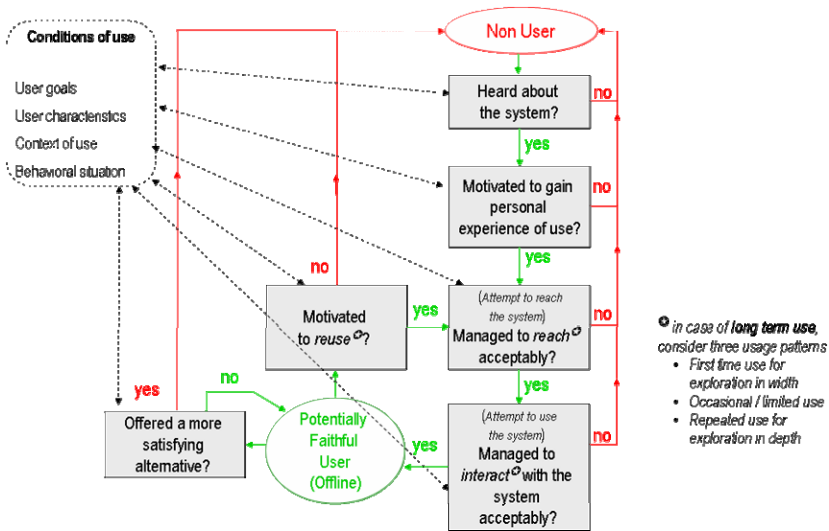 Conditions of use
User goals
User characteristics
Context of use
Behavioral situation
Non User
Heard about
the system?
no
yes
Motivated to gain
personal
experience of use?
no
yes
no
Motivated
to reuse✪?
yes
(Attempt to reach
the system)
Managed to reach✪
acceptably?
no
yes
✪ in case of long term use,
consider three usage patterns
• First time use for
exploration in width
• Occasional / limited use
• Repeated use for
exploration in depth
yes
no
Offered a more
satisfying
alternative?
Potentially
Faithful
User
(Offline)
yes
(Attempt to use
the system)
Managed to
interact✪ with the
system
acceptably?
no